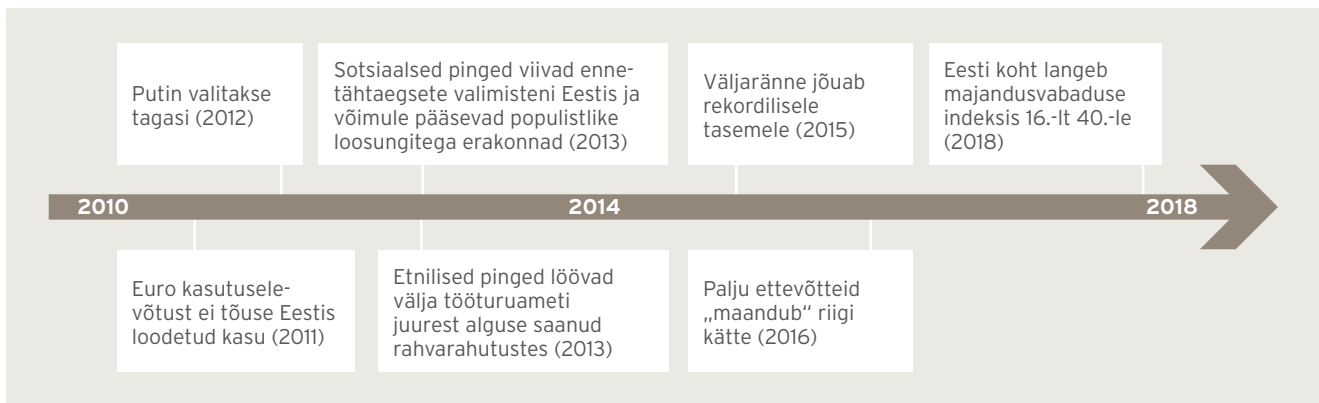 Putin valitakse
tagasi (2012)
Sotsiaalsed pinged viivad enne-
tähtaegsete valimisteni Eestis ja
võimule pääsevad populistlike
loosungitega erakonnad (2013)
Väljaränne jõuab
rekordilisele
tasemele (2015)
Eesti koht langeb
majandusvabaduse
indeksis 16.-lt 40.-le
(2018)
2010
2014
2018
Euro kasutusele-
võtust ei tõuse Eestis
loodetud kasu (2011)
Etnilised pinged löövad
välja tööturuameti
juurest alguse saanud
rahvarahutustes (2013)
Palju ettevõtteid
„maandub“ riigi
kätte (2016)